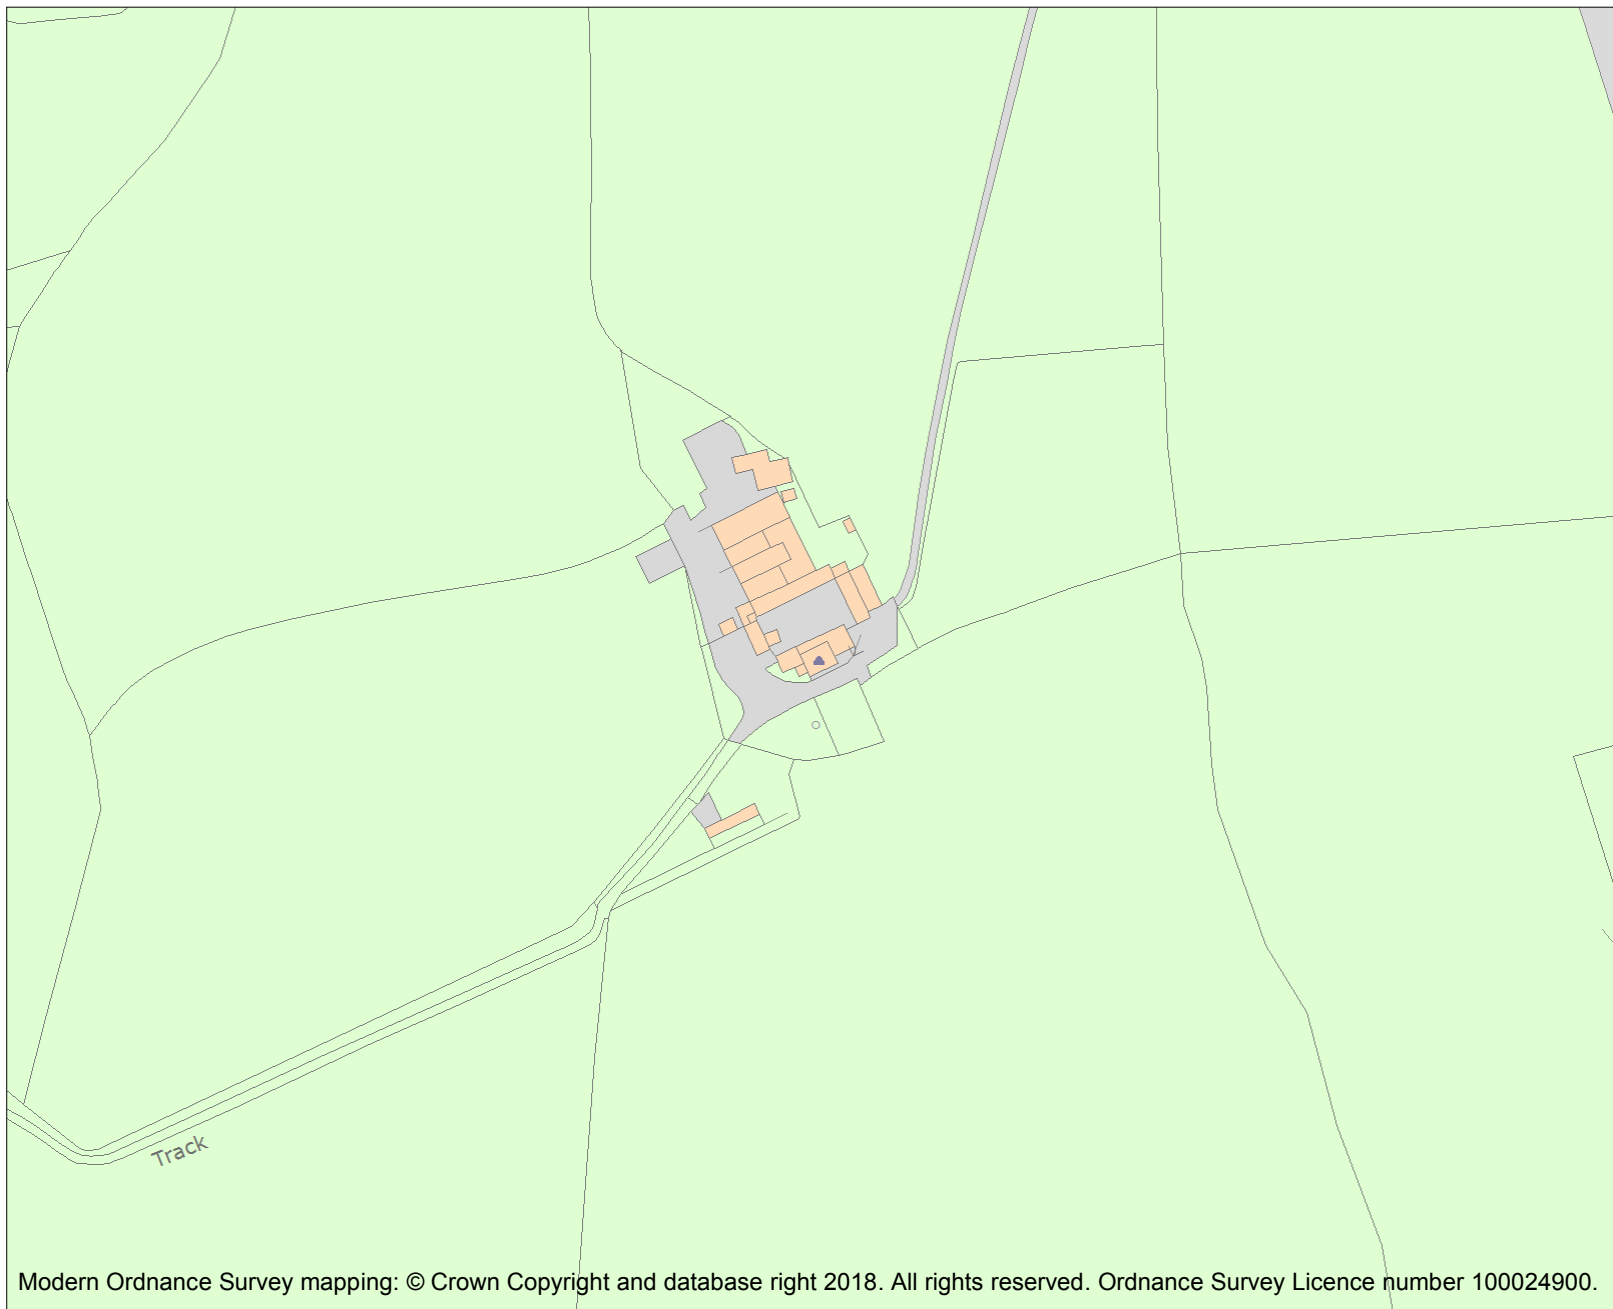 Track
Modern Ordnance Survey mapping: © Crown Copyright and database right 2018. All rights reserved. Ordnance Survey Licence number 100024900.